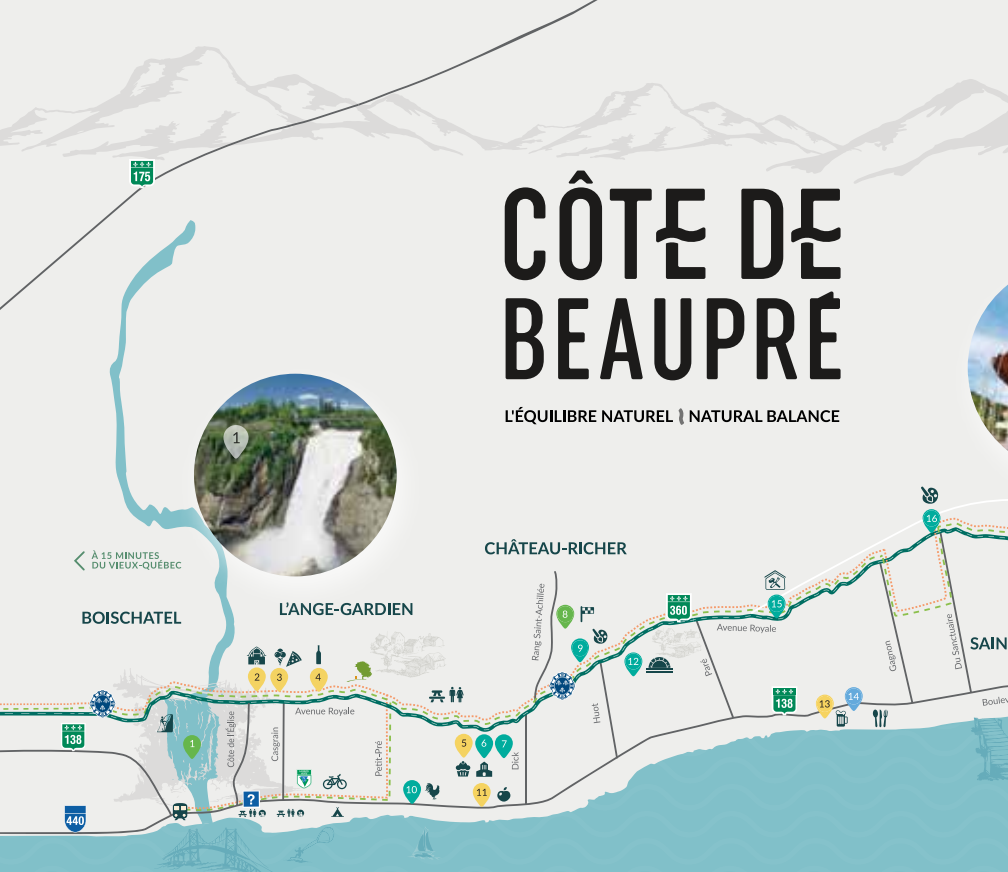 175
CÔTE DE
BEAUPRÉ
L'ÉQUILIBRE NATUREL NATURAL BALANCE
1
16
À 15 MINUTES
DU VIEUX-QUÉBEC
CHÂTEAU-RICHER
BOISCHATEL
L'ANGE-GARDIEN
Rang Saint-Achillée
8
360
15
Avenue Royale
9
12
Paré
Gagnon
Du Sanctuaire
SAIN
2
3
4
Avenue Royale
138
1
Côte de l'Église
Casgrain
Petit-Pré
5
6
7
Dick
Huot
138
13
14
Boulev
10
11
?
440